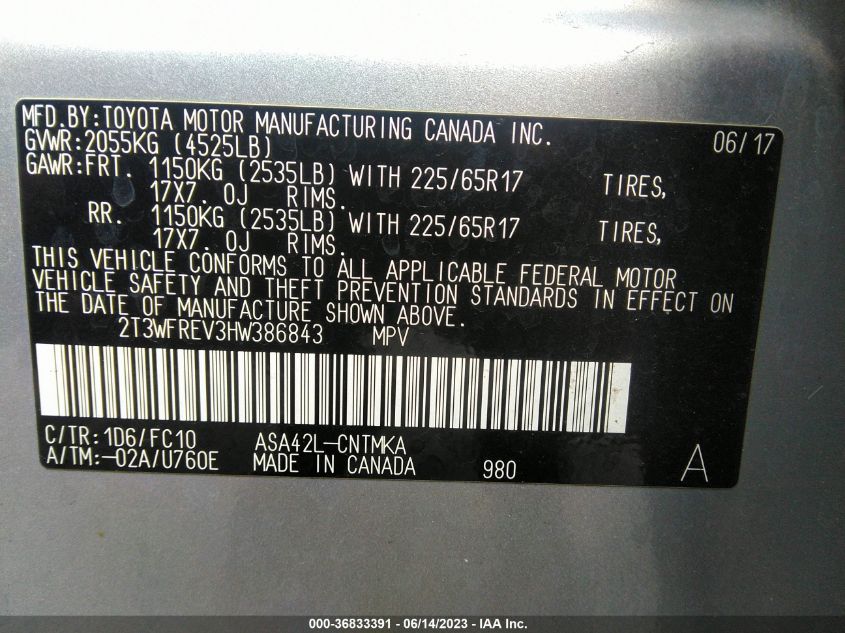 MFD.BY:TOYOTA MOTOR MANUFACTURING CANADA INC. 06/17
GVWR:2055KG (4525LB)
GAWR:FRT. 1150KG (2535LB) WITH 225/65R17 TIRES,
17X7.0J RIMS.
RR. 1150KG (2535LB) WITH 225/65R17 TIRES,
17X7.0J RIMS.
THIS VEHICLE CONFORMS TO ALL APPLICABLE FEDERAL MOTOR
VEHICLE SAFETY AND THEFT PREVENTION STANDARDS IN EFFECT ON
THE DATE OF MANUFACTURE SHOWN ABOVE.
2T3WFREV3HW386843 MPV
C/TR:1D6/FC10 ASA42L-CNTMKA
A/TM:-02A/U760E MADE IN CANADA 980 A
000-36833391 - 06/14/2023 - IAA Inc.